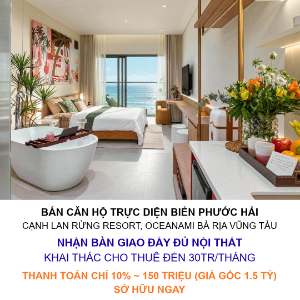 BÁN CĂN HỘ TRỰC DIỆN BIỂN PHƯỚC HẢI
CẠNH LAN RỪNG RESORT, OCEANAMI BÀ RỊA VŨNG TÀU
NHẬN BÀN GIAO ĐẦY ĐỦ NỘI THẤT
KHAI THÁC CHO THUÊ ĐẾN 30TR/THÁNG
THANH TOÁN CHỈ 10% ~ 150 TRIỆU (GIÁ GỐC 1.5 TỶ)
SỞ HỮU NGAY